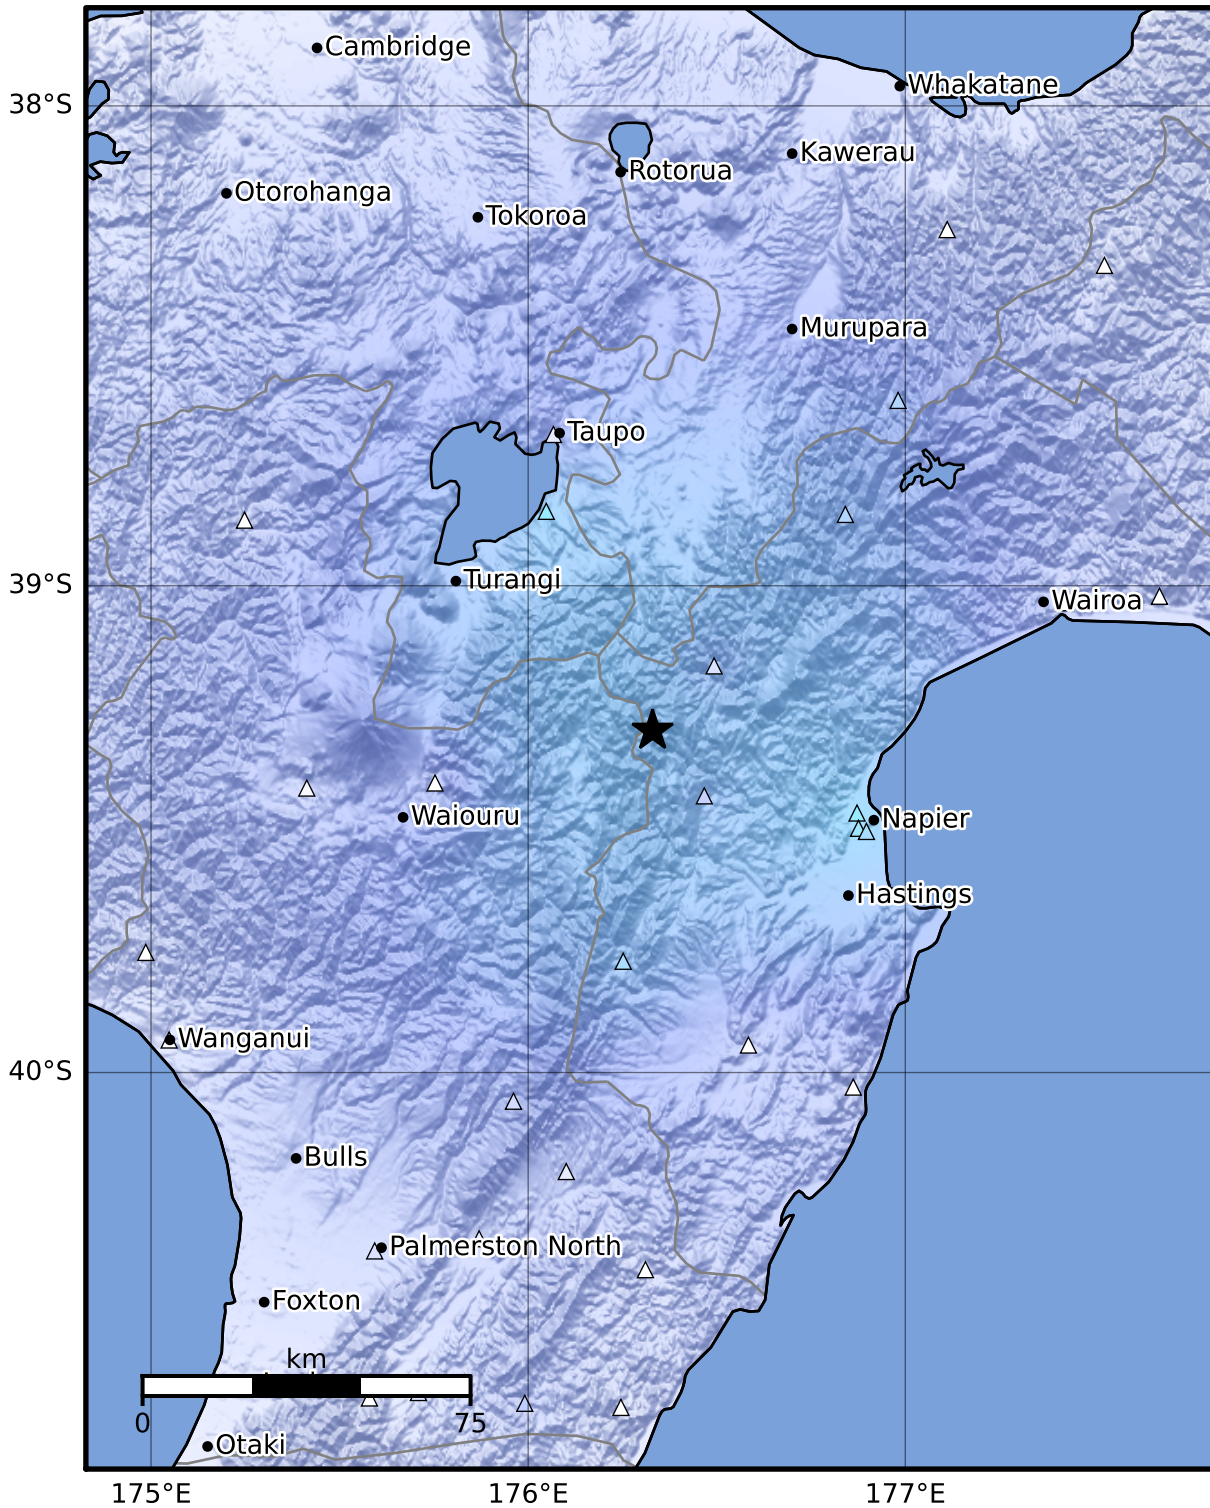 Cambridge
Whakatane
38°S
Kawerau
Rotorua
Otorohanga
Tokoroa
Murupara
Taupo
Turangi
39°S
Wairoa
Waiouru
Napier
Hastings
Wanganui
40°S
Bulls
Palmerston North
Foxton
km
0
75
Otaki
175°E
176°E
177°E